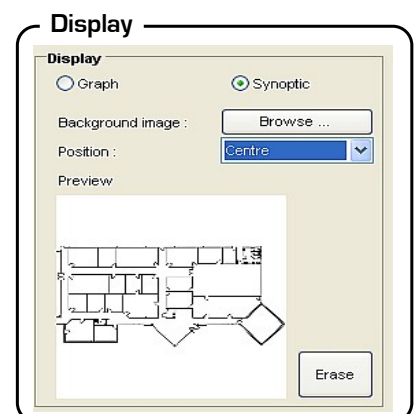 Display
Display
Graph Synoptic
Background image : Browse ...
Position : Centre
Preview
Erase